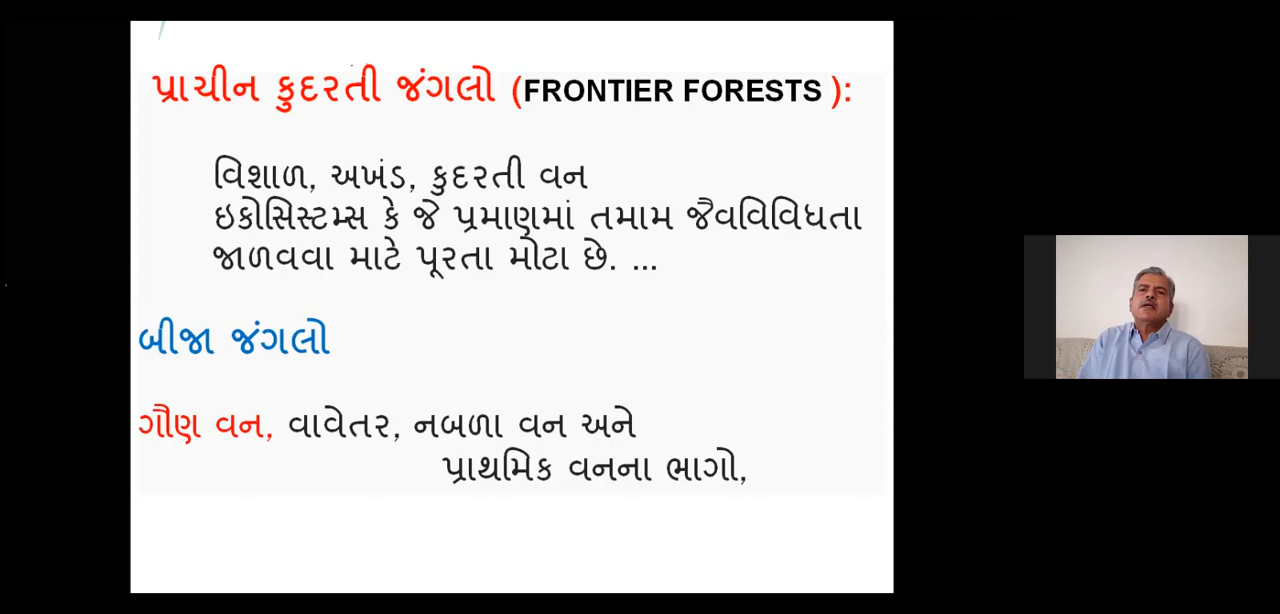 પ્રાચીન કુદરતી જંગલો (FRONTIER FORESTS ):
વિશાળ, અખંડ, કુદરતી વન
ઇકોસિસ્ટમ્સ કે જે પ્રમાણમાં તમામ જૈવવિવિધતા
જાળવવા માટે પૂરતા મોટા છે. ...
બીજા જંગલો
ગૌણ વન, વાવેતર, નબળા વન અને
પ્રાથમિક વનના ભાગો,